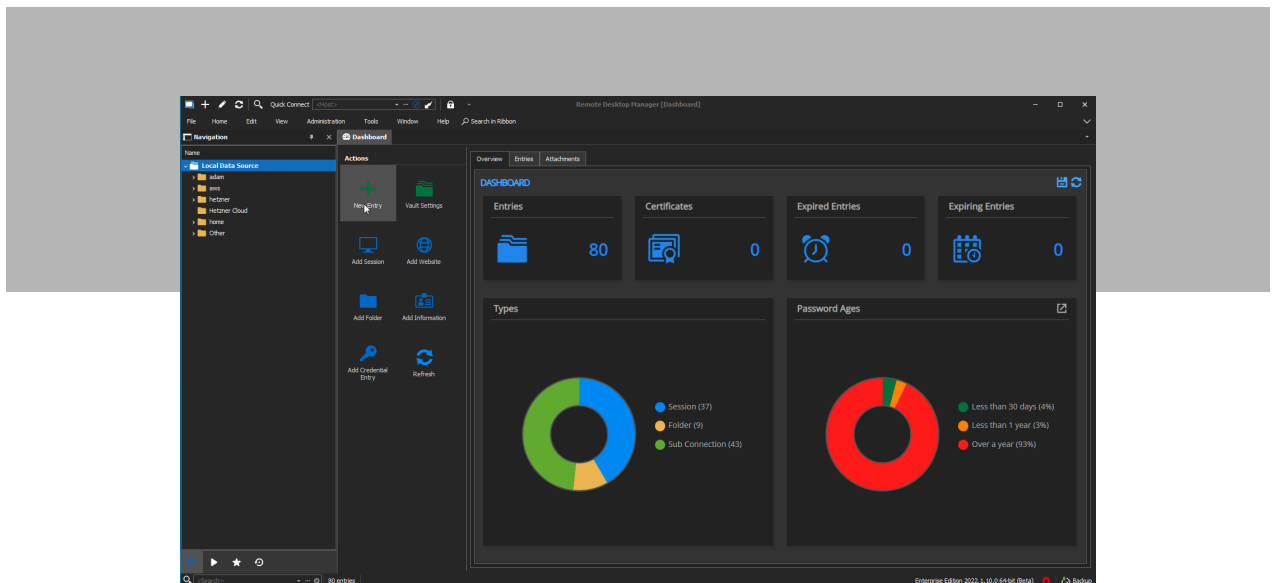 Quick Connect <Host> Remote Desktop Manager [Dashboard]
File Home Edit View Administration Tools Window Help Search in Ribbon
Navigation
Dashboard
Name
Local Data Source
adam
aws
hetzner
Hetzner Cloud
home
Other
Actions
New Entry Vault Settings
Add Session Add Website
Add Folder Add Information
Add Credential Entry Refresh
Overview Entries Attachments
DASHBOARD
Entries Certificates Expired Entries Expiring Entries
80 0 0 0
Types
Session (37)
Folder (9)
Sub Connection (43)
Password Ages
Less than 30 days (4%)
Less than 1 year (3%)
Over a year (93%)
<Search> 80 entries Enterprise Edition 2022.1.10.0 64-bit (Beta) Backup